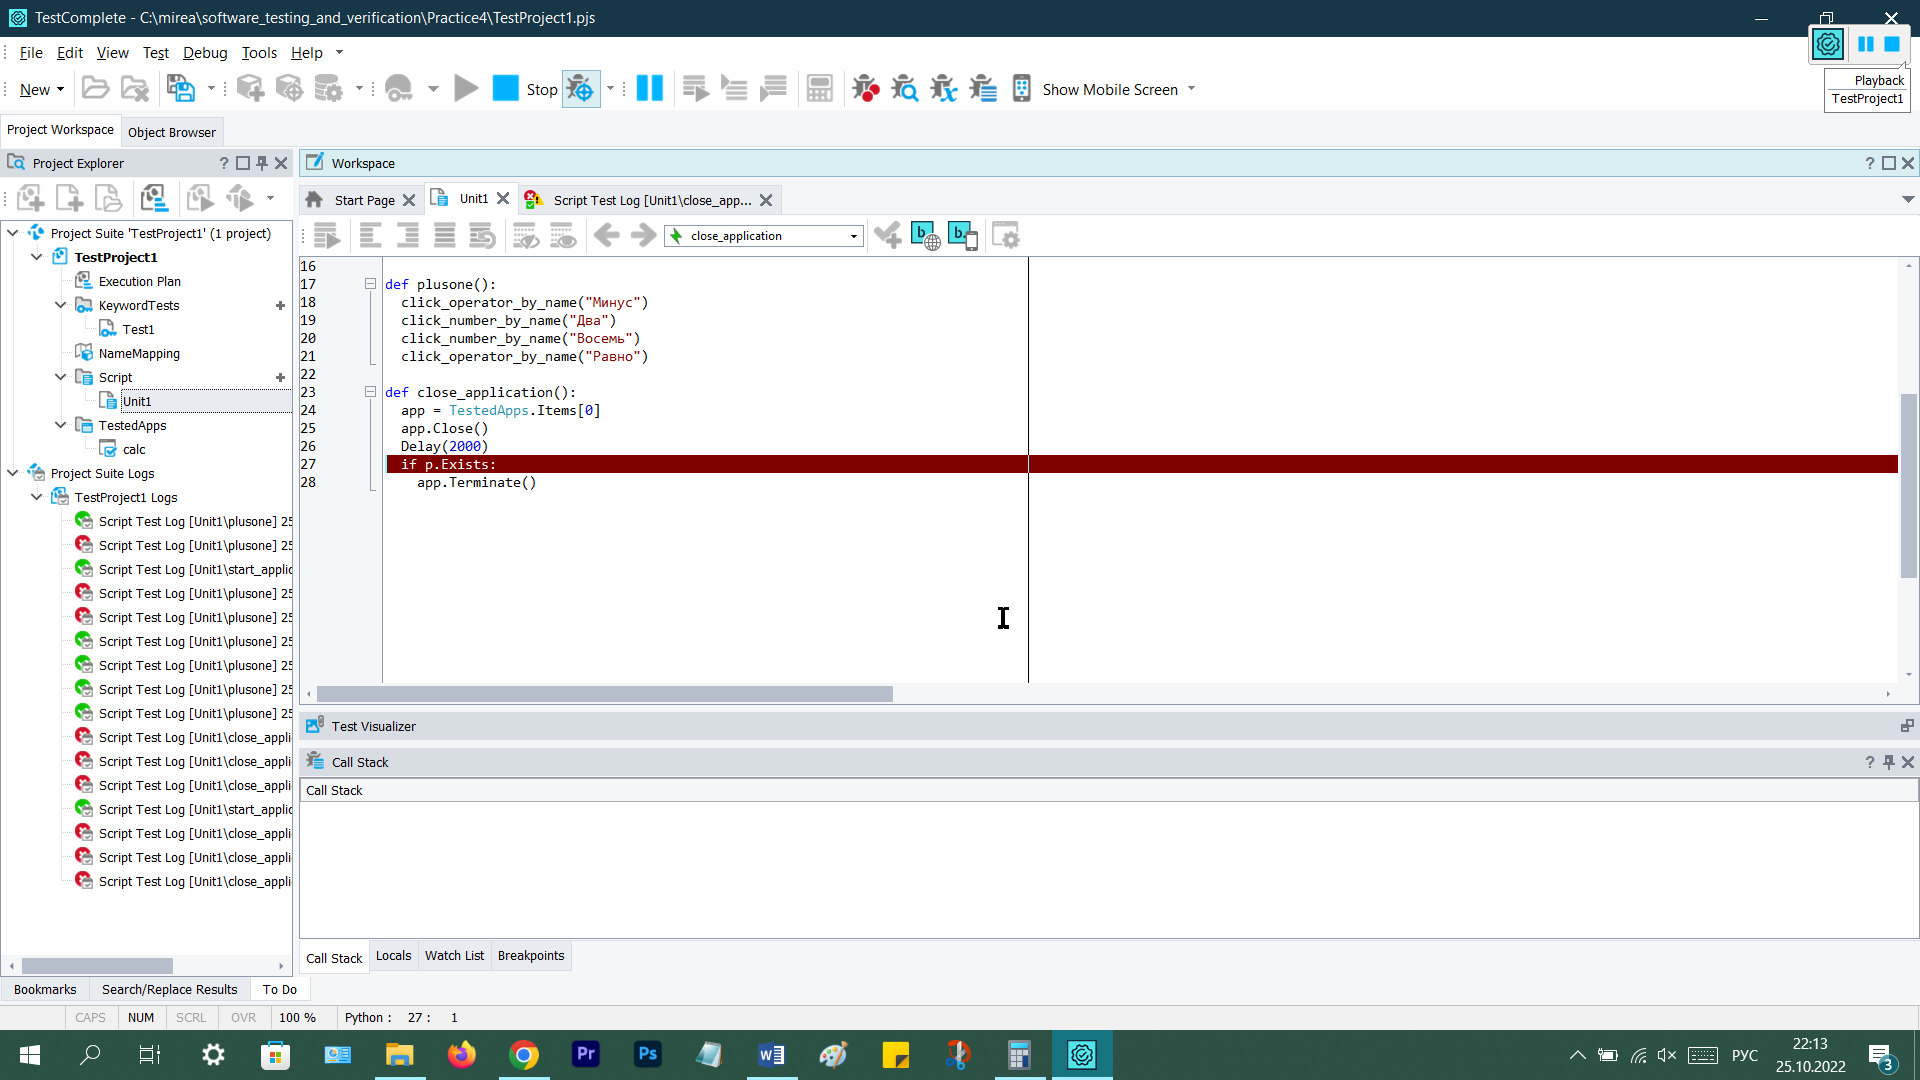 TestComplete - C:\mirea\software_testing_and_verification\Practice4\TestProject1.pjs
File Edit View Test Debug Tools Help
New Stop Show Mobile Screen
Playback
TestProject1
Project Workspace Object Browser
Project Explorer
Workspace
Start Page Unit1 Script Test Log [Unit1\close_app...
close_application
Project Suite 'TestProject1' (1 project)
TestProject1
Execution Plan
KeywordTests
Test1
NameMapping
Script
Unit1
TestedApps
calc
Project Suite Logs
TestProject1 Logs
Script Test Log [Unit1\plusone] 25
Script Test Log [Unit1\plusone] 25
Script Test Log [Unit1\start_applic
Script Test Log [Unit1\plusone] 25
Script Test Log [Unit1\plusone] 25
Script Test Log [Unit1\plusone] 25
Script Test Log [Unit1\plusone] 25
Script Test Log [Unit1\plusone] 25
Script Test Log [Unit1\plusone] 25
Script Test Log [Unit1\close_appli
Script Test Log [Unit1\close_appli
Script Test Log [Unit1\close_appli
Script Test Log [Unit1\start_applic
Script Test Log [Unit1\close_appli
Script Test Log [Unit1\close_appli
Script Test Log [Unit1\close_appli
16
17 def plusone():
18 click_operator_by_name("Минус")
19 click_number_by_name("Два")
20 click_number_by_name("Восемь")
21 click_operator_by_name("Равно")
22
23 def close_application():
24 app = TestedApps.Items[0]
25 app.Close()
26 Delay(2000)
27 if p.Exists:
28 app.Terminate()
Test Visualizer
Call Stack
Call Stack
Call Stack Locals Watch List Breakpoints
Bookmarks Search/Replace Results To Do
CAPS NUM SCRL OVR 100 % Python : 27 : 1
Pr Ps W РУС
22:13
25.10.2022
3